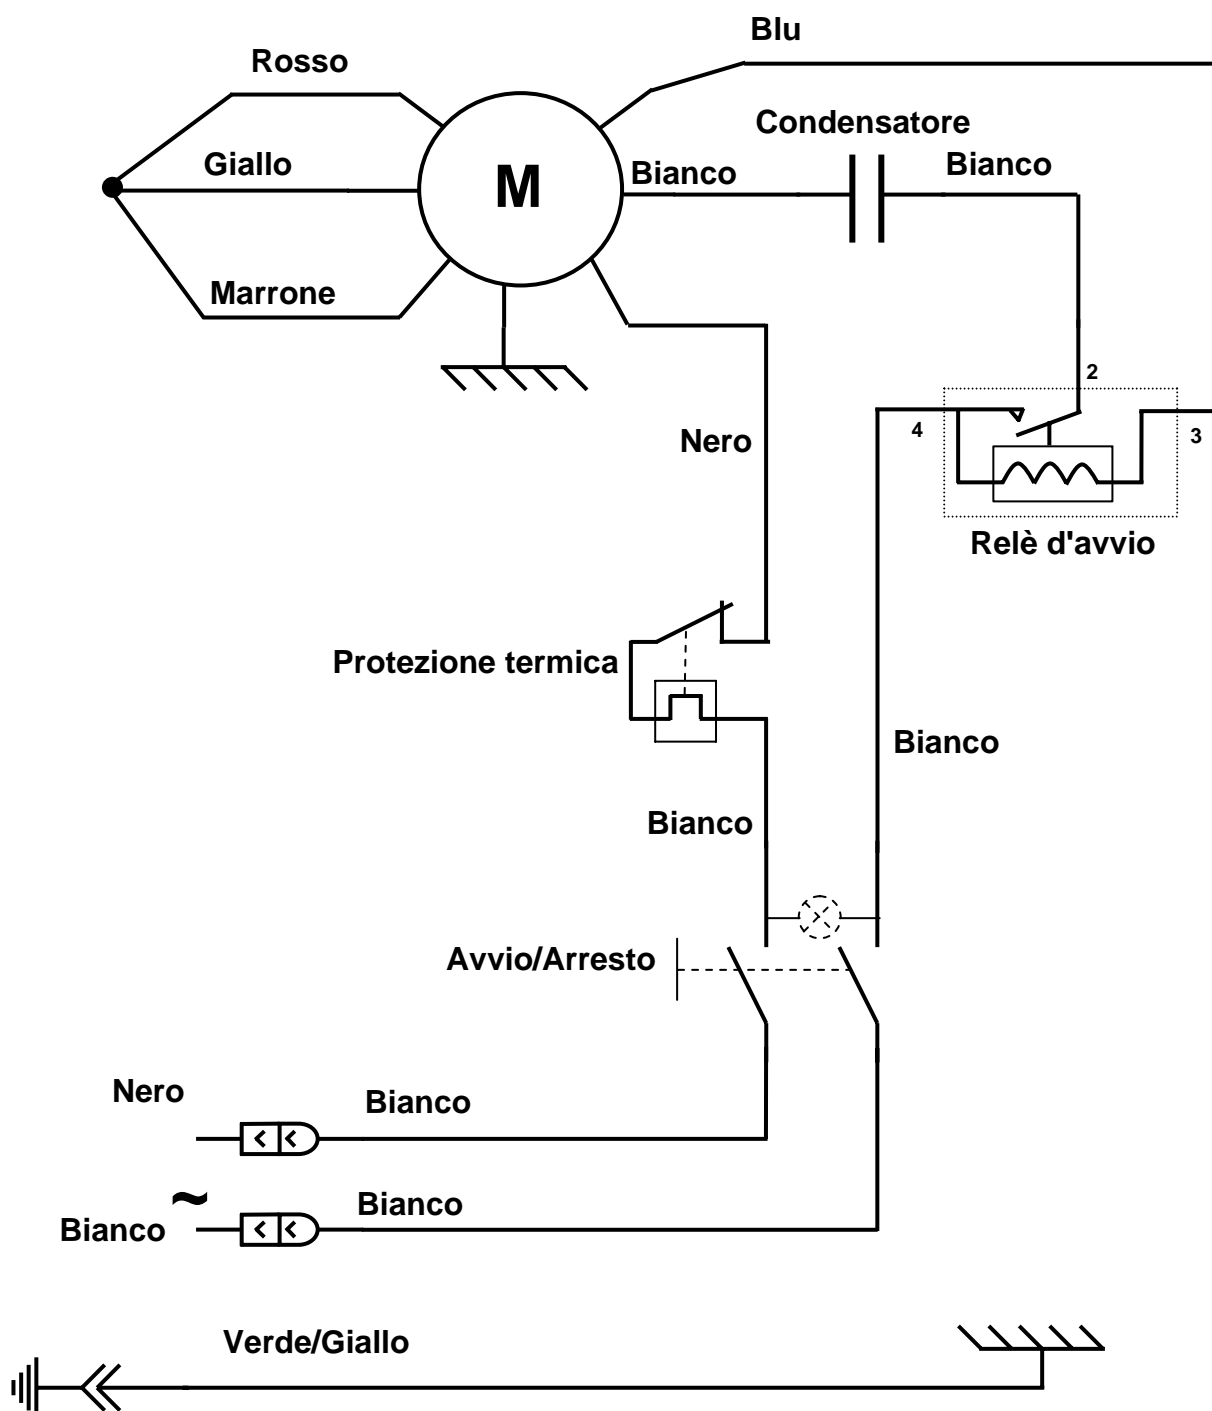 Blu
Rosso
Condensatore
Giallo
Bianco
Bianco
M
Marrone
2
4
3
Nero
Relè d'avvio
Protezione termica
Bianco
Bianco
Avvio/Arresto
Nero
Bianco
~
Bianco
Bianco
Verde/Giallo